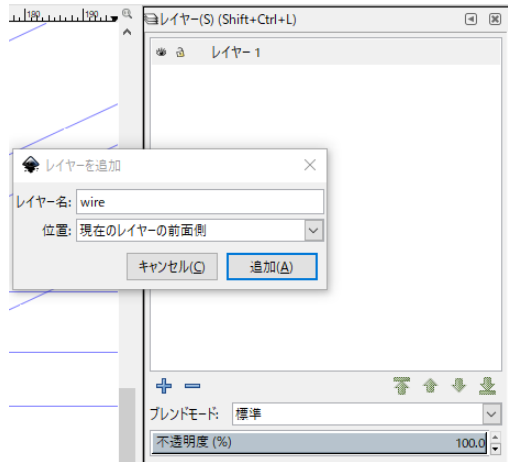 180
190
レイヤー(S) (Shift+Ctrl+L)
レイヤー 1
レイヤーを追加
レイヤー名: wire
位置: 現在のレイヤーの前面側
キャンセル(C) 追加(A)
ブレンドモード: 標準
不透明度 (%) 100.0